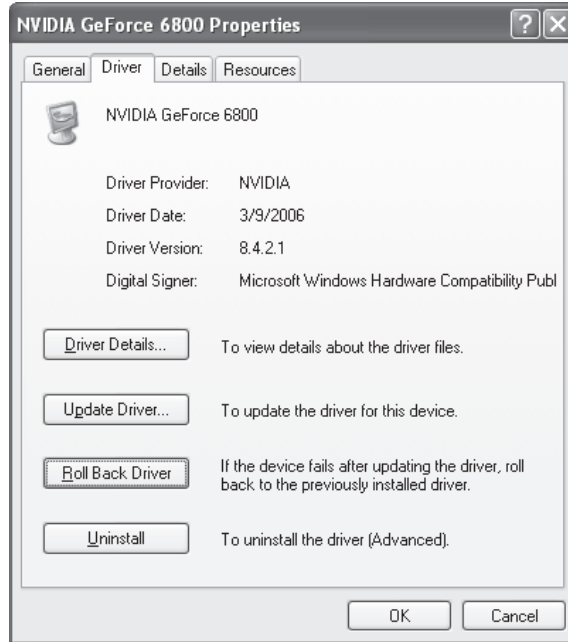 NVIDIA GeForce 6800 Properties
General Driver Details Resources
NVIDIA GeForce 6800
Driver Provider: NVIDIA
Driver Date: 3/9/2006
Driver Version: 8.4.2.1
Digital Signer: Microsoft Windows Hardware Compatibility Publ
Driver Details... To view details about the driver files.
Update Driver... To update the driver for this device.
Roll Back Driver If the device fails after updating the driver, roll
back to the previously installed driver.
Uninstall To uninstall the driver (Advanced).
OK Cancel